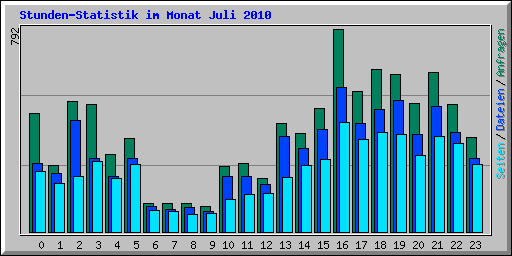 Stunden-Statistik im Monat Juli 2010
792
Seiten / Dateien / Anfragen
0 1 2 3 4 5 6 7 8 9 10 11 12 13 14 15 16 17 18 19 20 21 22 23